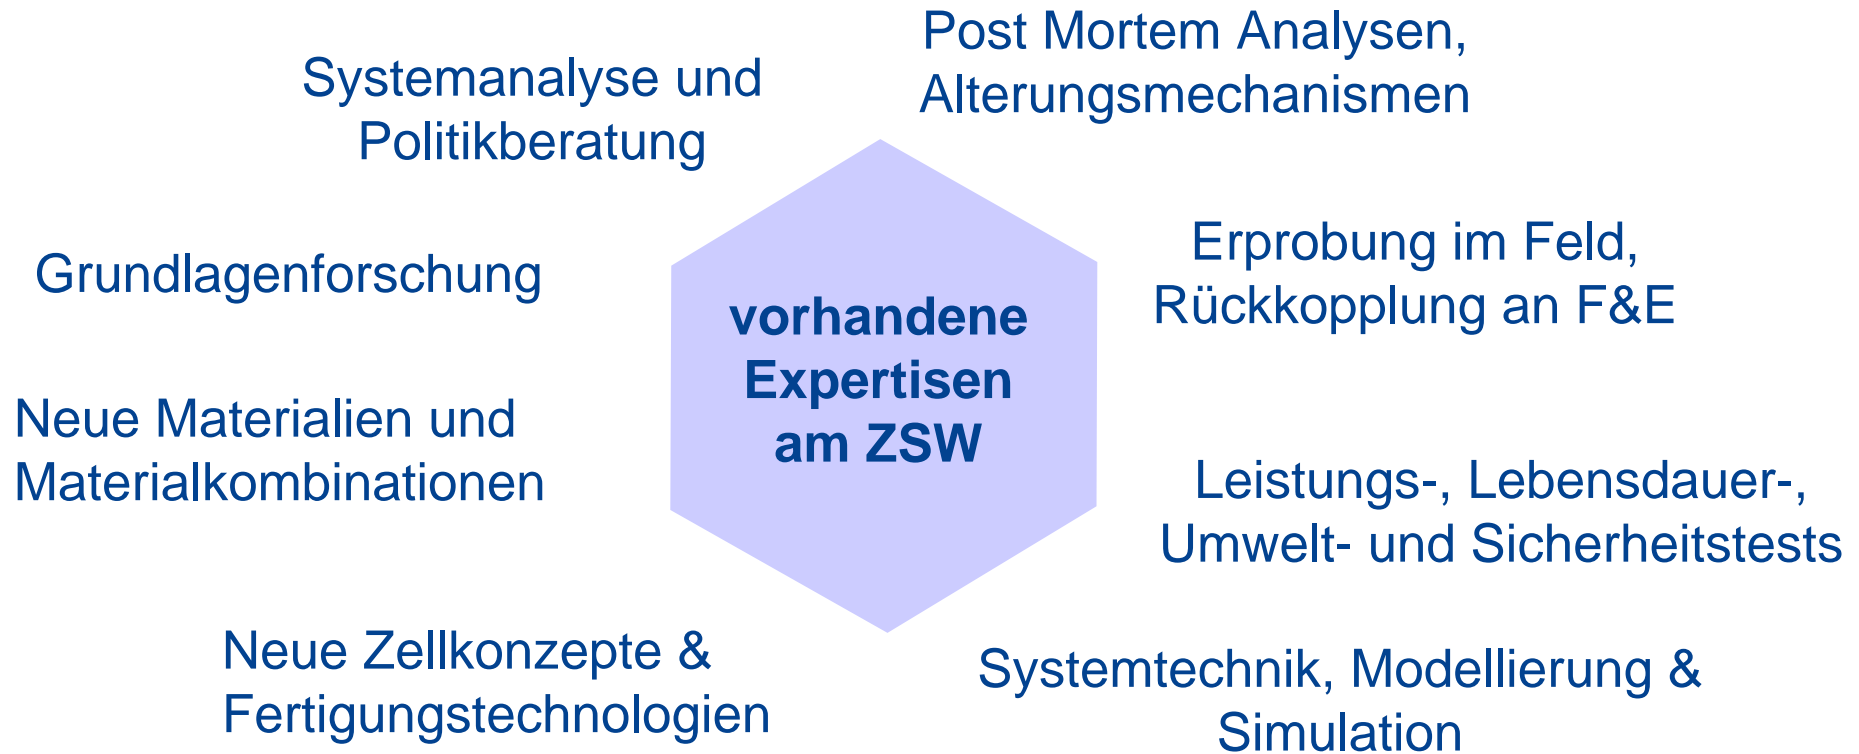 Post Mortem Analysen,
Alterungsmechanismen
Systemanalyse und
Politikberatung
Erprobung im Feld,
Rückkopplung an F&E
Grundlagenforschung
vorhandene
Expertisen
am ZSW
Neue Materialien und
Materialkombinationen
Leistungs-, Lebensdauer-,
Umwelt- und Sicherheitstests
Neue Zellkonzepte &
Fertigungstechnologien
Systemtechnik, Modellierung &
Simulation